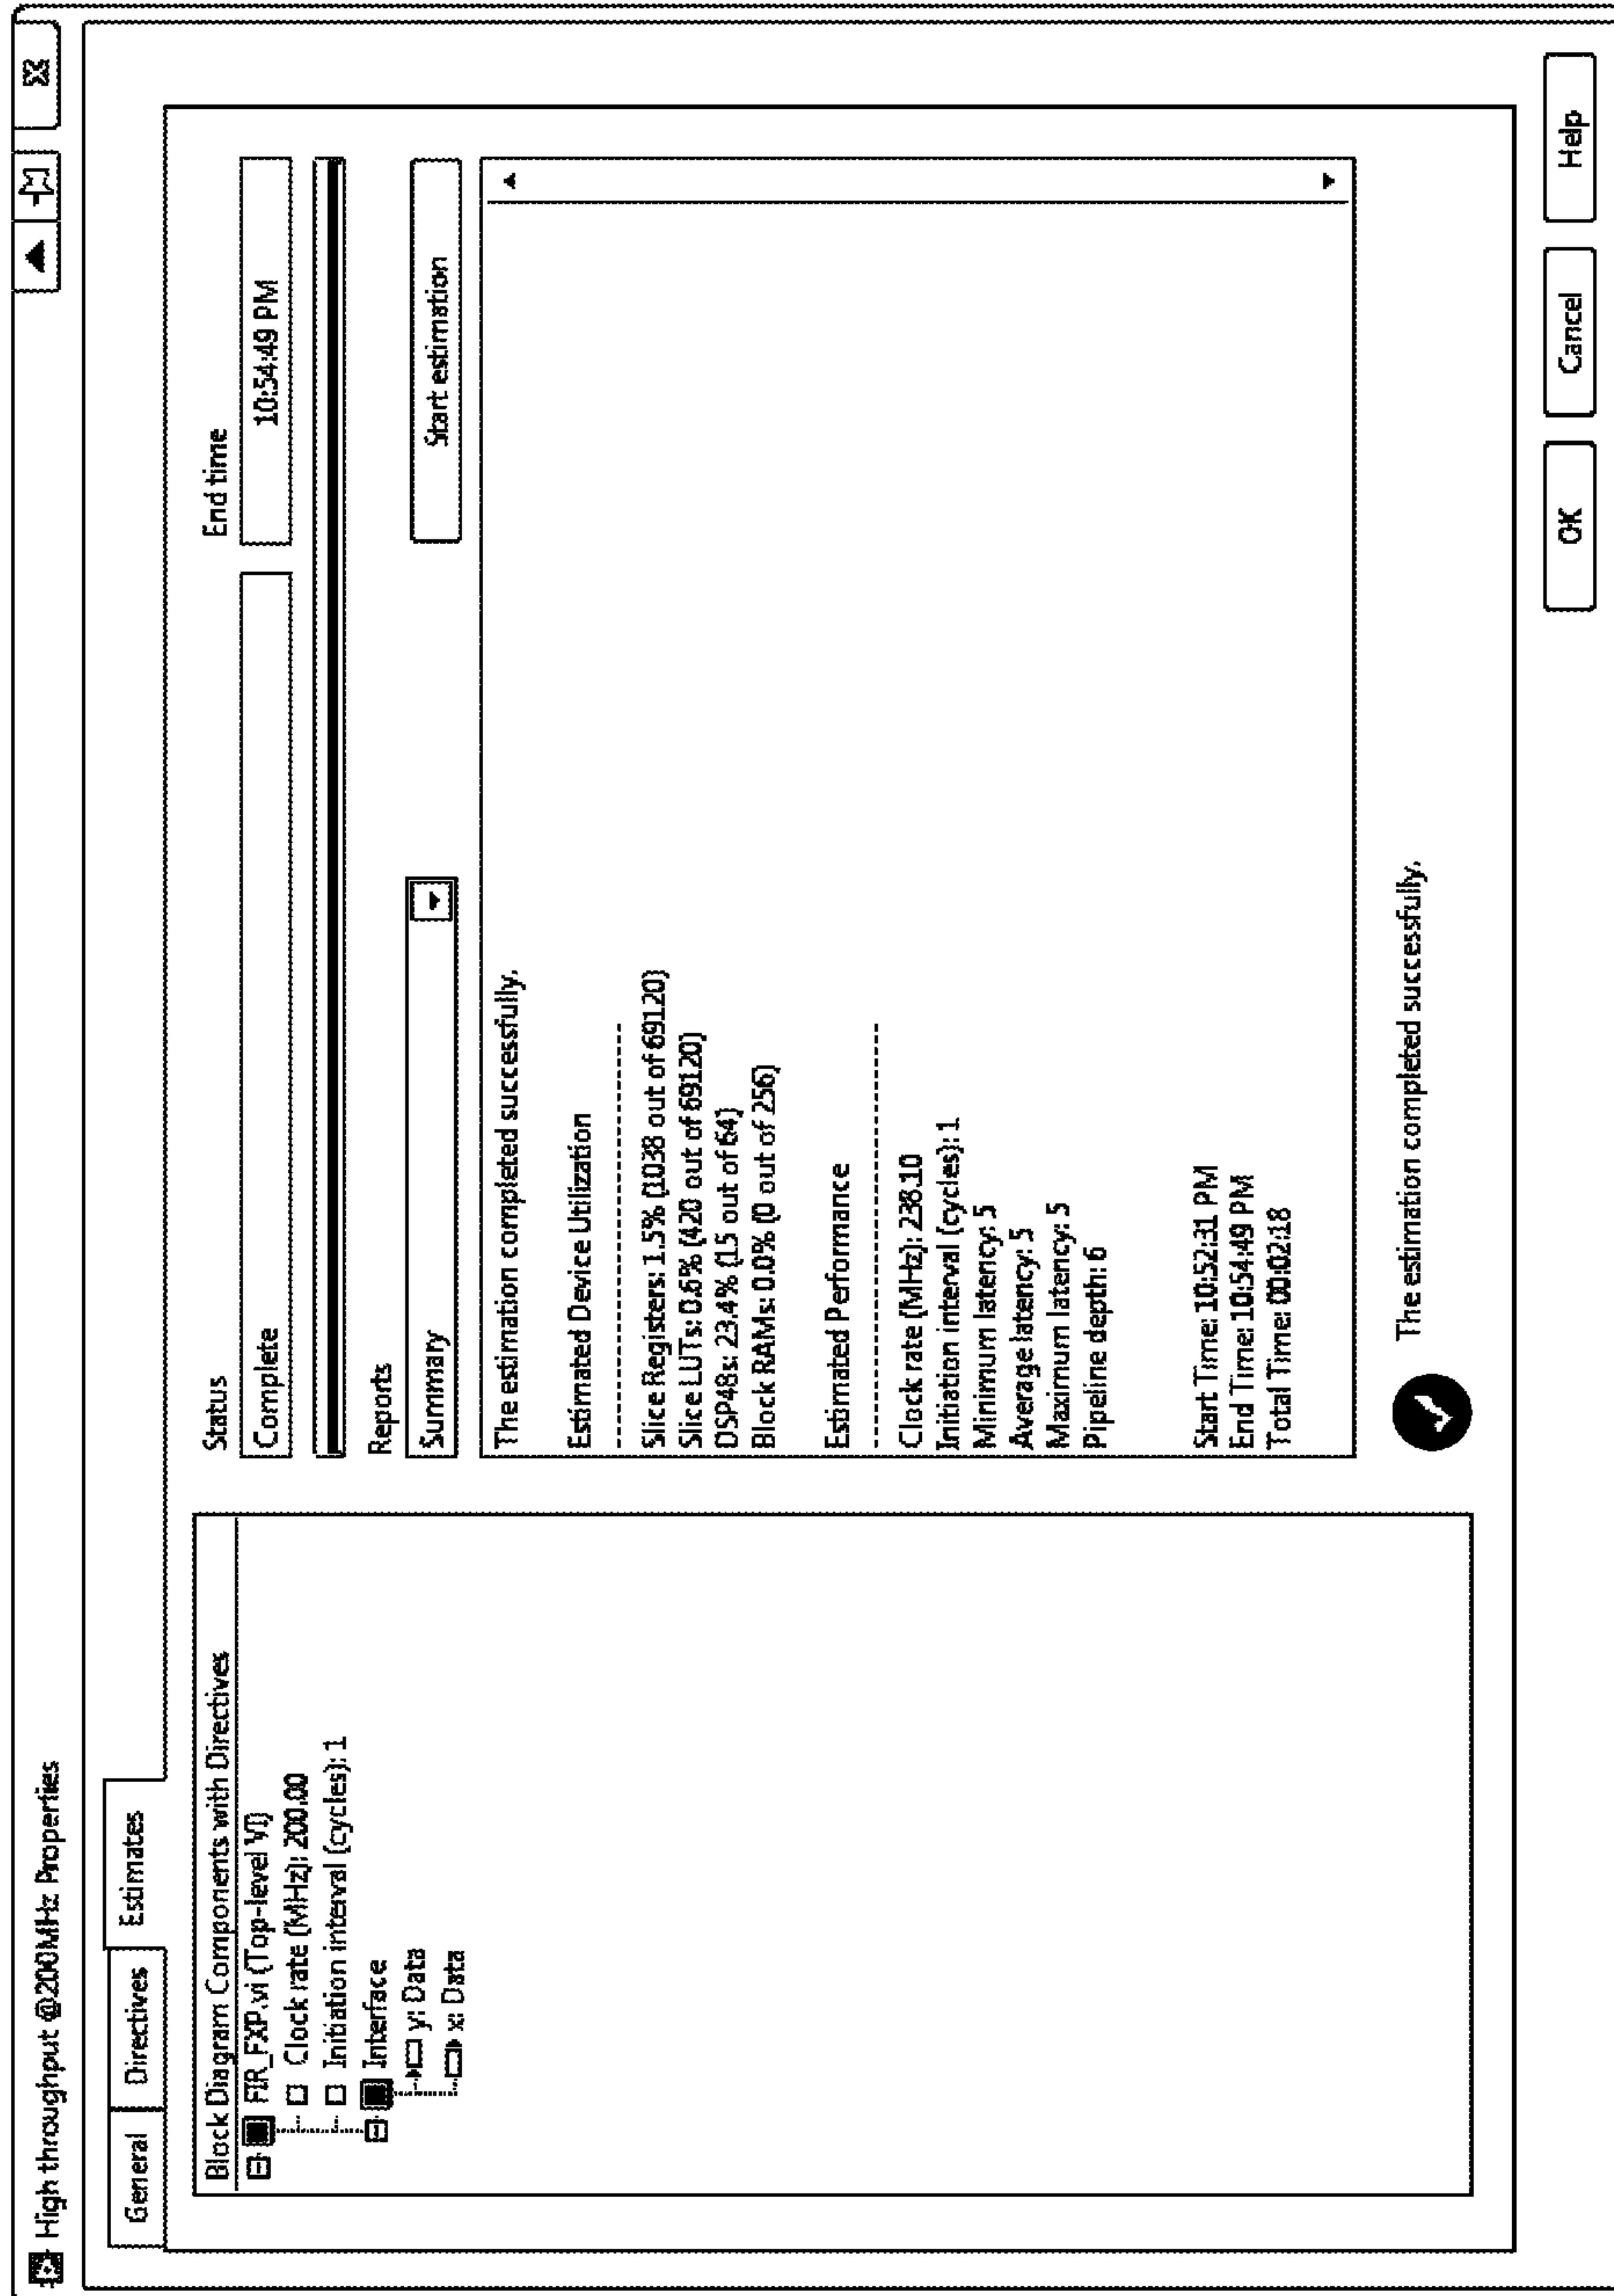 High throughput @200MHz Properties
General
Directives
Estimates
Block Diagram Components with Directives
FIR_FXP.vi (Top-level VI)
Clock rate (MHz): 200.00
Initiation interval (cycles): 1
Interface
y: Data
x: Data
Status
End time
Complete
10:54:49 PM
Reports
Summary
Start estimation
The estimation completed successfully.
Estimated Device Utilization
---------------------------
Slice Registers: 1.5% (1038 out of 69120)
Slice LUTs: 0.6% (420 out of 69120)
DSP48s: 23.4% (15 out of 64)
Block RAMs: 0.0% (0 out of 256)
Estimated Performance
---------------------------
Clock rate (MHz): 238.10
Initiation interval (cycles): 1
Minimum latency: 5
Average latency: 5
Maximum latency: 5
Pipeline depth: 6
Start Time: 10:52:31 PM
End Time: 10:54:49 PM
Total Time: 00:02:18
The estimation completed successfully.
OK
Cancel
Help